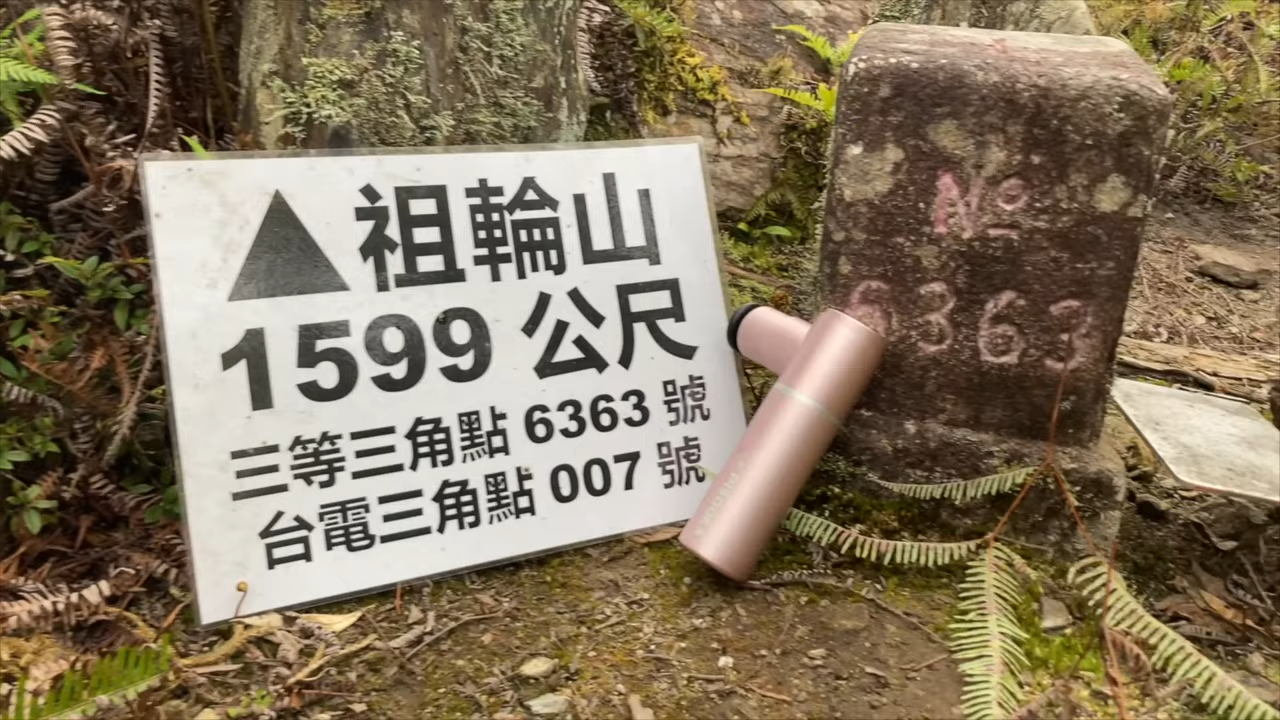 ▲祖輪山
1599 公尺
三等三角點 6363 號
台電三角點 007 號
No
6363